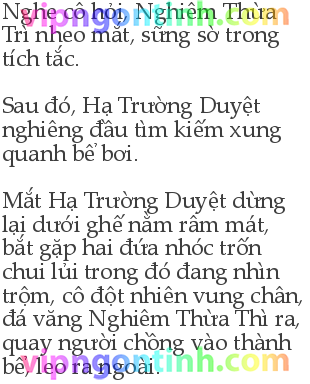 Nghe cô hỏi, Nghiêm Thừa
Trì nheo mắt, sững sờ trong
tích tắc.
Sau đó, Hạ Trường Duyệt
nghiêng đầu tìm kiếm xung
quanh bể bơi.
Mắt Hạ Trường Duyệt dừng
lại dưới ghế nằm râm mát,
bắt gặp hai đứa nhóc trốn
chui lủi trong đó đang nhìn
trộm, cô đột nhiên vung chân,
đá văng Nghiêm Thừa Thì ra,
quay người chồng vào thành
bể, leo ra ngoài.
vipngontinh.com
vipngontinh.com